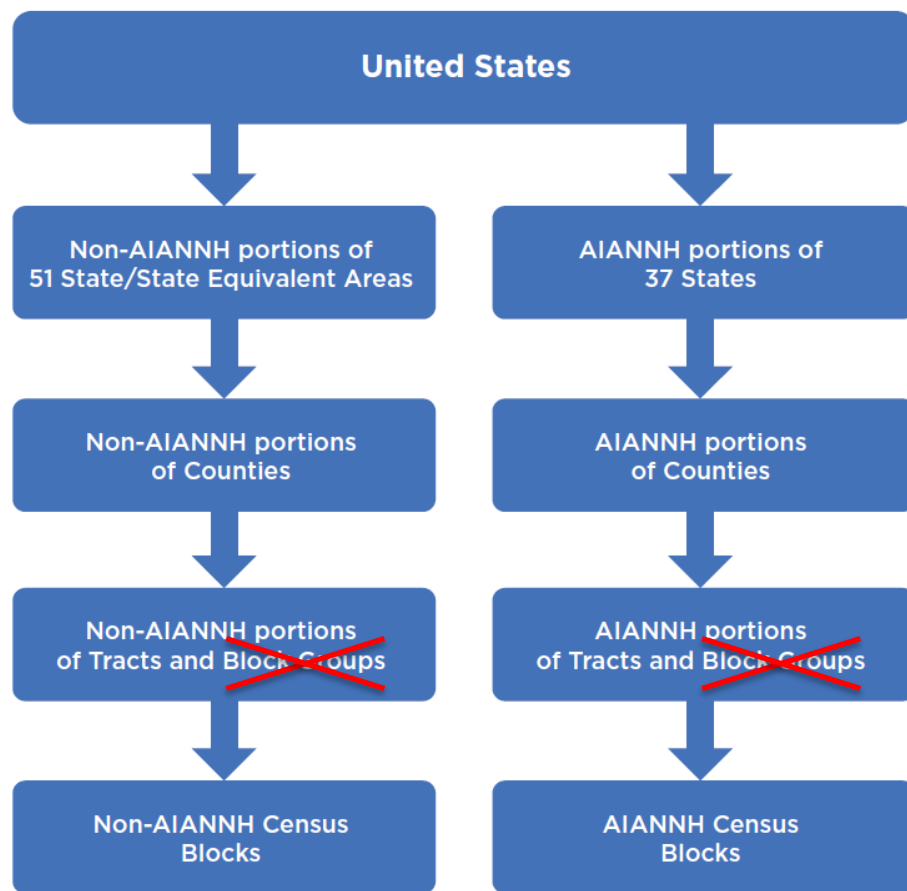 United States
Non-AIANNH portions of
51 State/State Equivalent Areas
AIANNH portions of
37 States
Non-AIANNH portions
of Counties
AIANNH portions
of Counties
Non-AIANNH portions
of Tracts and Block Groups
AIANNH portions
of Tracts and Block Groups
Non-AIANNH Census
Blocks
AIANNH Census
Blocks